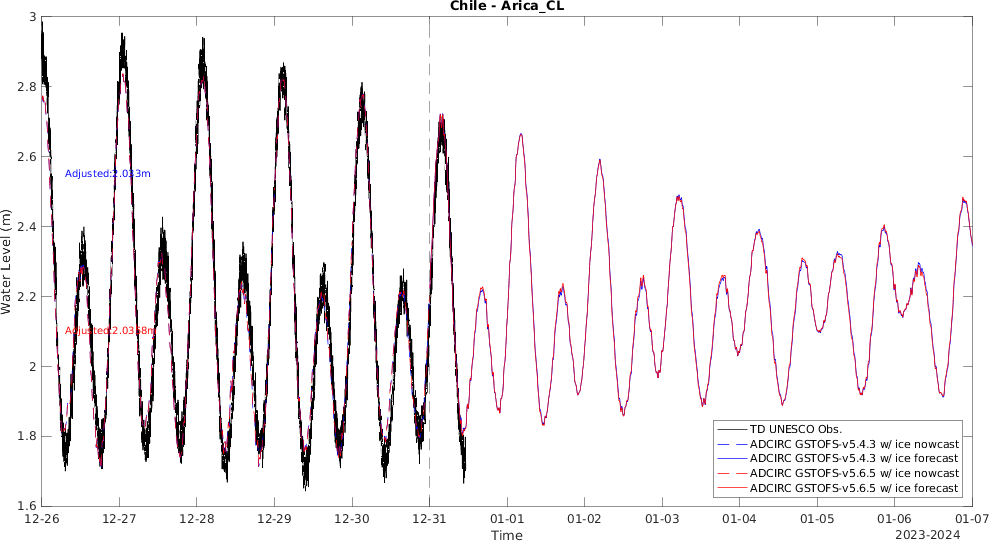 Chile - Arica_CL
3
2.8
2.6
2.4
2.2
2
1.8
1.6
Water Level (m)
Adjusted:2.033m
Adjusted:2.0358m
TD UNESCO Obs.
ADCIRC GSTOFS-v5.4.3 w/ ice nowcast
ADCIRC GSTOFS-v5.4.3 w/ ice forecast
ADCIRC GSTOFS-v5.6.5 w/ ice nowcast
ADCIRC GSTOFS-v5.6.5 w/ ice forecast
12-26 12-27 12-28 12-29 12-30 12-31 01-01 01-02 01-03 01-04 01-05 01-06 01-07
Time
2023-2024